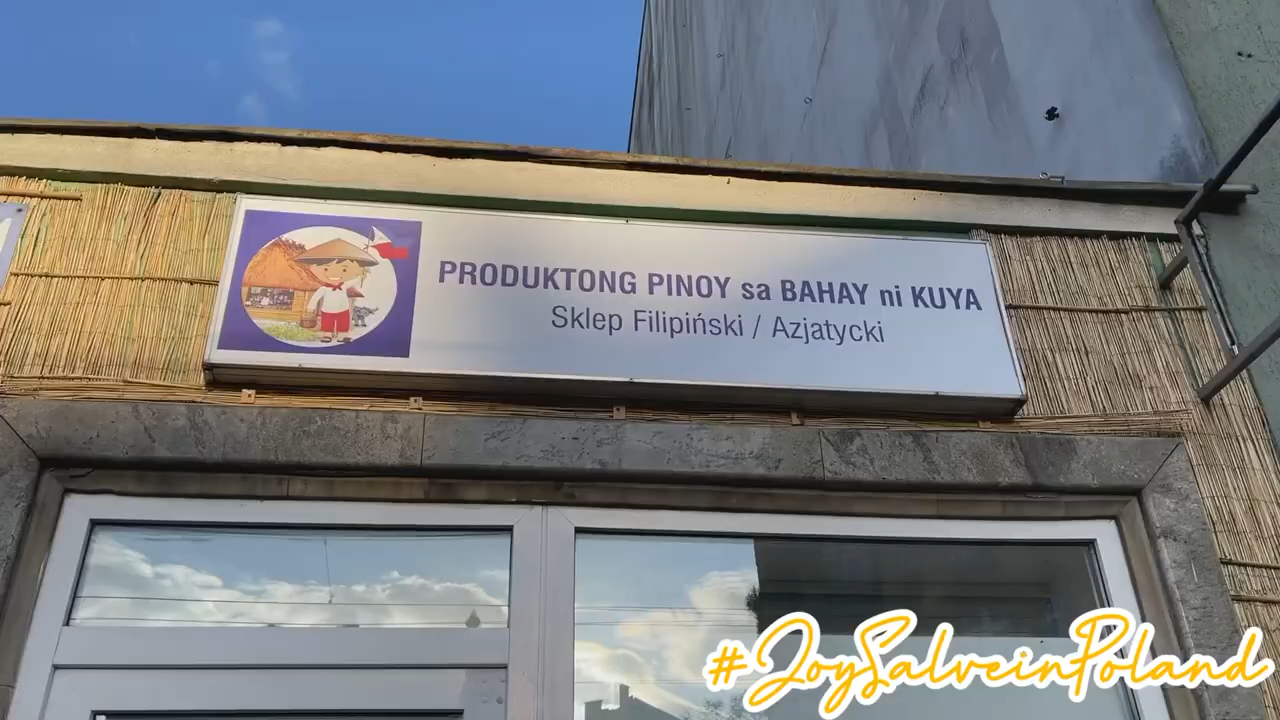 PRODUKTONG PINOY sa BAHAY ni KUYA
Sklep Filipiński / Azjatycki
#JoySalveinPoland